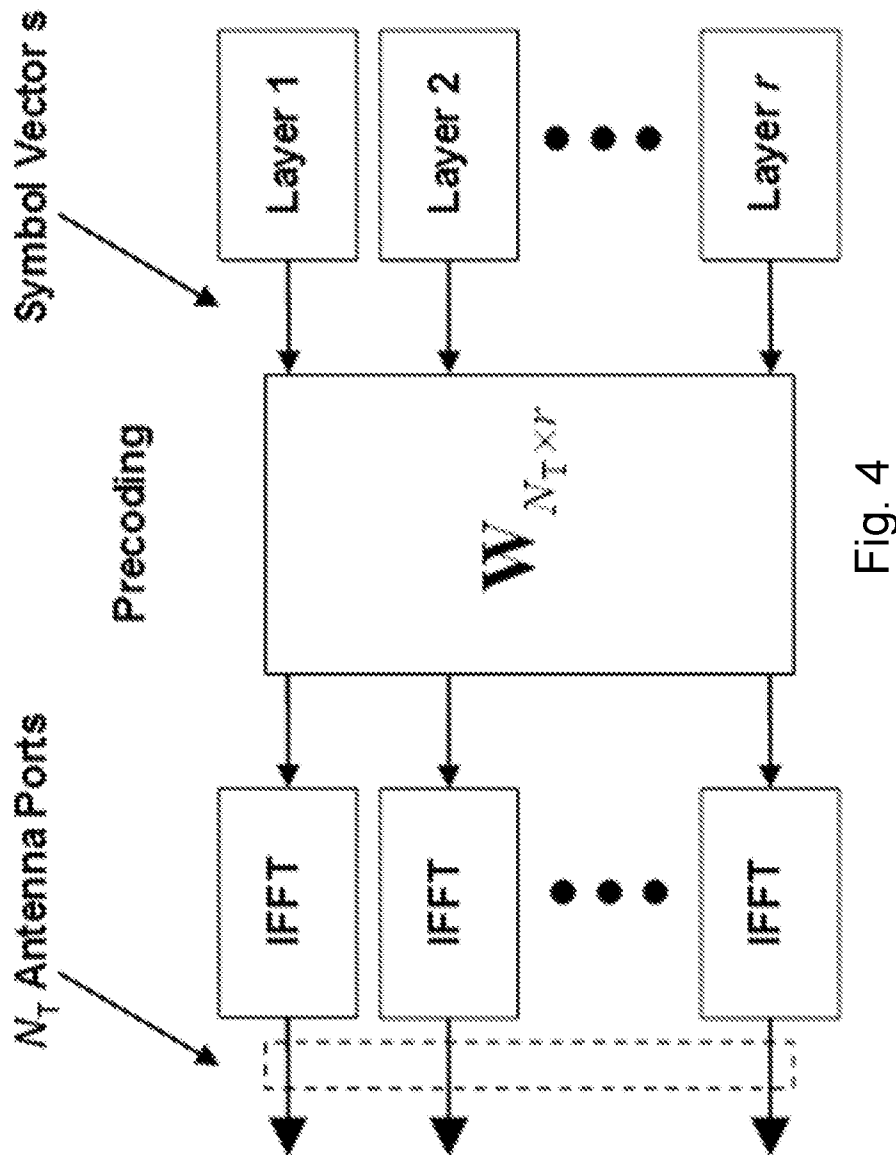 N_T Antenna Ports
Precoding
Symbol Vector s
IFFT
Layer 1
IFFT
W_{N_T×r}
Layer 2
IFFT
Layer r
Fig. 4